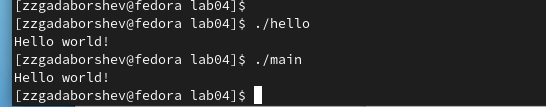 [zzgadaborshev@fedora lab04]$
[zzgadaborshev@fedora lab04]$ ./hello
Hello world!
[zzgadaborshev@fedora lab04]$ ./main
Hello world!
[zzgadaborshev@fedora lab04]$